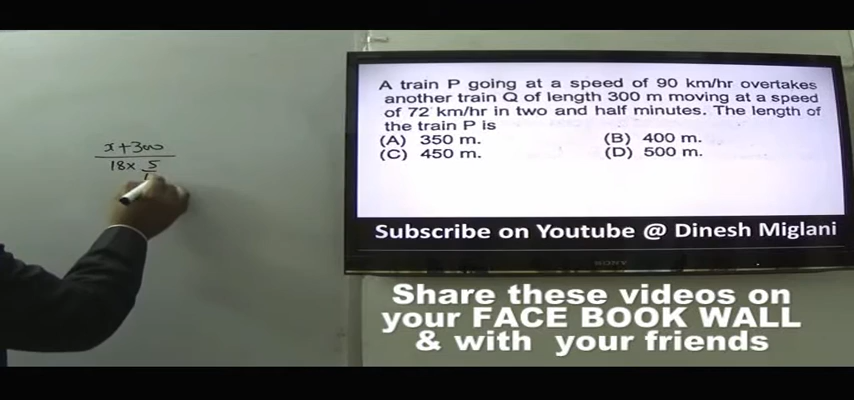 x+300
18x 5
A train P going at a speed of 90 km/hr overtakes
another train Q of length 300 m moving at a speed
of 72 km/hr in two and half minutes. The length of
the train P is
(A) 350 m. (B) 400 m.
(C) 450 m. (D) 500 m.
Subscribe on Youtube @ Dinesh Miglani
SONY
Share these videos on
your FACE BOOK WALL
& with your friends